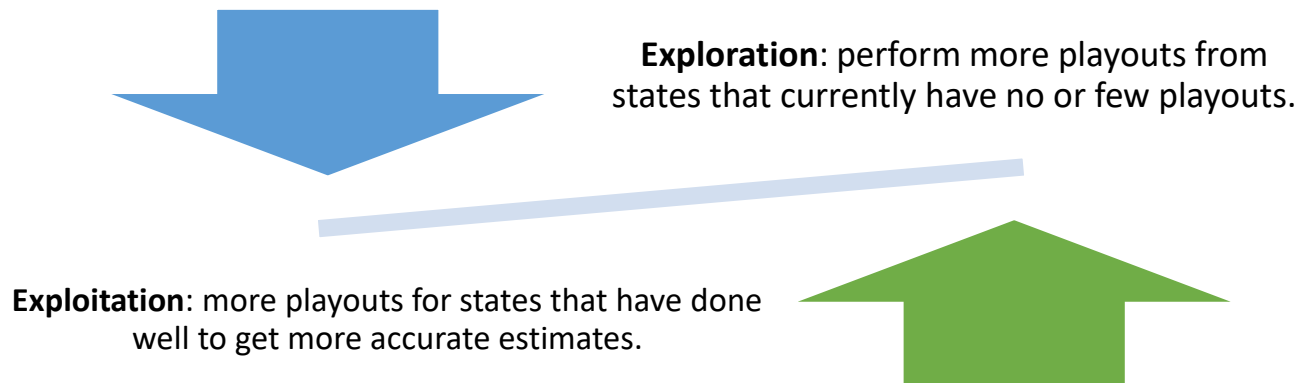 Exploration: perform more playouts from
states that currently have no or few playouts.
Exploitation: more playouts for states that have done
well to get more accurate estimates.